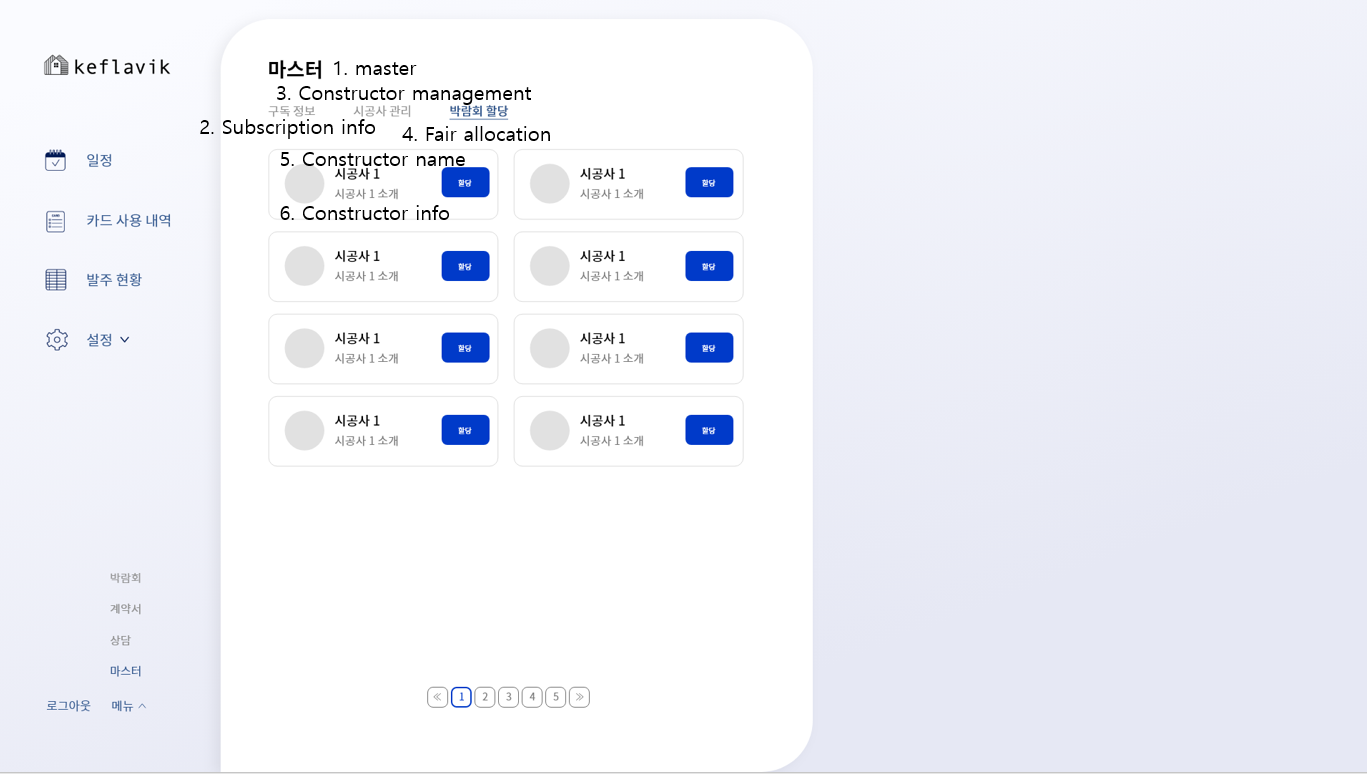 keflavik
일정
카드 사용 내역
발주 현황
설정
박람회
계약서
상담
마스터
로그아웃 메뉴
마스터 1. master
3. Constructor management
구독 정보 시공사 관리 박람회 할당
2. Subscription info 4. Fair allocation
5. Constructor name
시공사 1 할당 시공사 1 할당
시공사 1 소개 시공사 1 소개
6. Constructor info
시공사 1 할당 시공사 1 할당
시공사 1 소개 시공사 1 소개
시공사 1 할당 시공사 1 할당
시공사 1 소개 시공사 1 소개
시공사 1 할당 시공사 1 할당
시공사 1 소개 시공사 1 소개
« 1 2 3 4 5 »